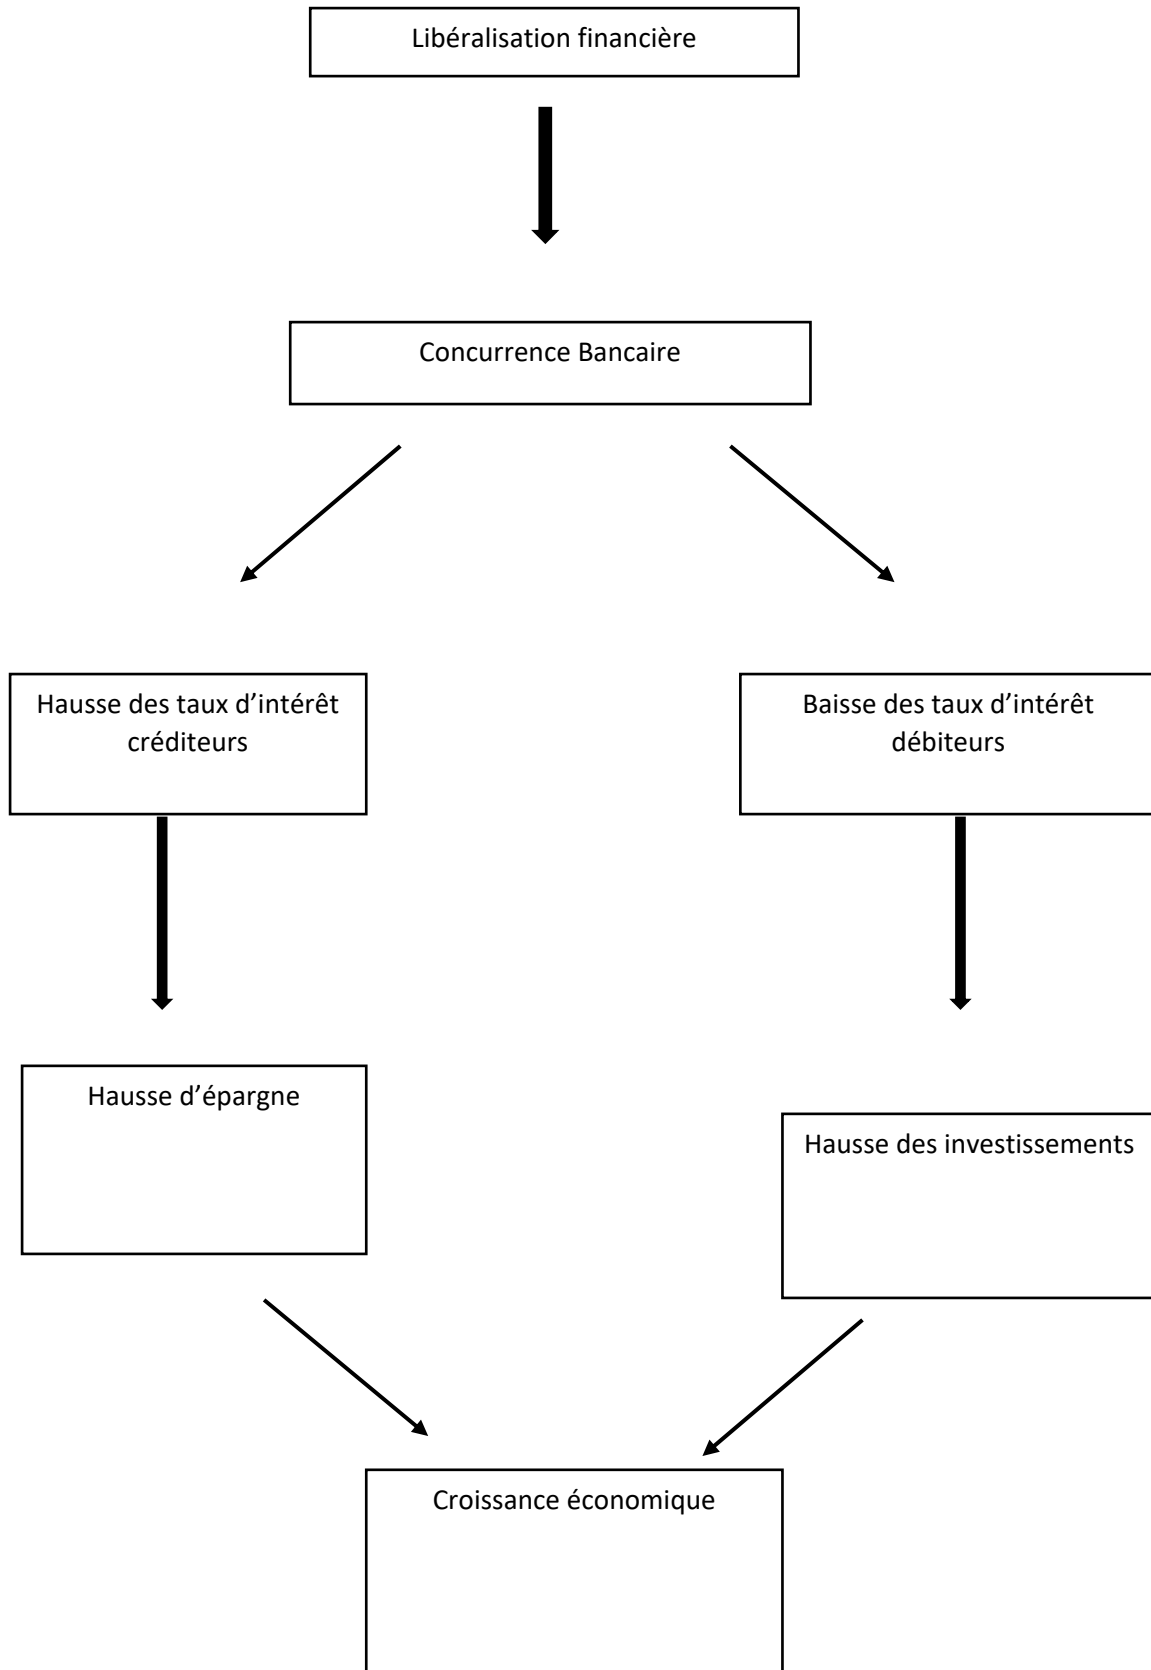 Libéralisation financière
Concurrence Bancaire
Hausse des taux d’intérêt
créditeurs
Baisse des taux d’intérêt
débiteurs
Hausse d’épargne
Hausse des investissements
Croissance économique